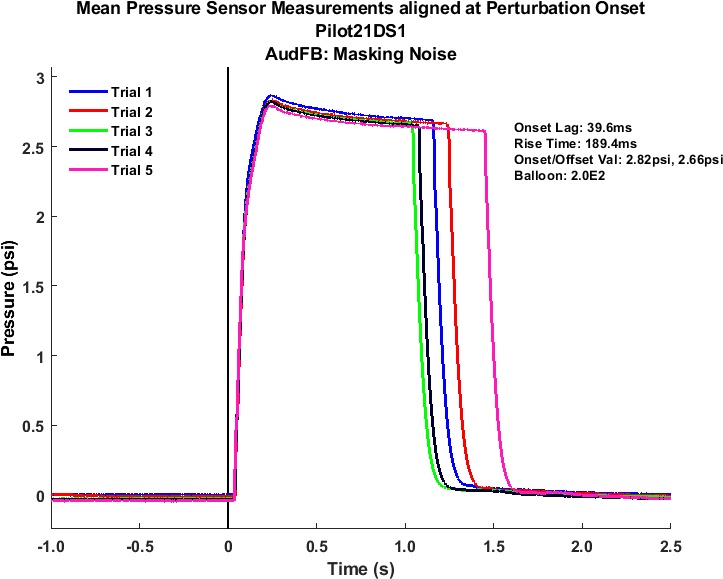 Mean Pressure Sensor Measurements aligned at Perturbation Onset
Pilot21DS1
AudFB: Masking Noise
Trial 1
Trial 2
Trial 3
Trial 4
Trial 5
Onset Lag: 39.6ms
Rise Time: 189.4ms
Onset/Offset Val: 2.82psi, 2.66psi
Balloon: 2.0E2
Pressure (psi)
3
2.5
2
1.5
1
0.5
0
-1.0 -0.5 0 0.5 1.0 1.5 2.0 2.5
Time (s)